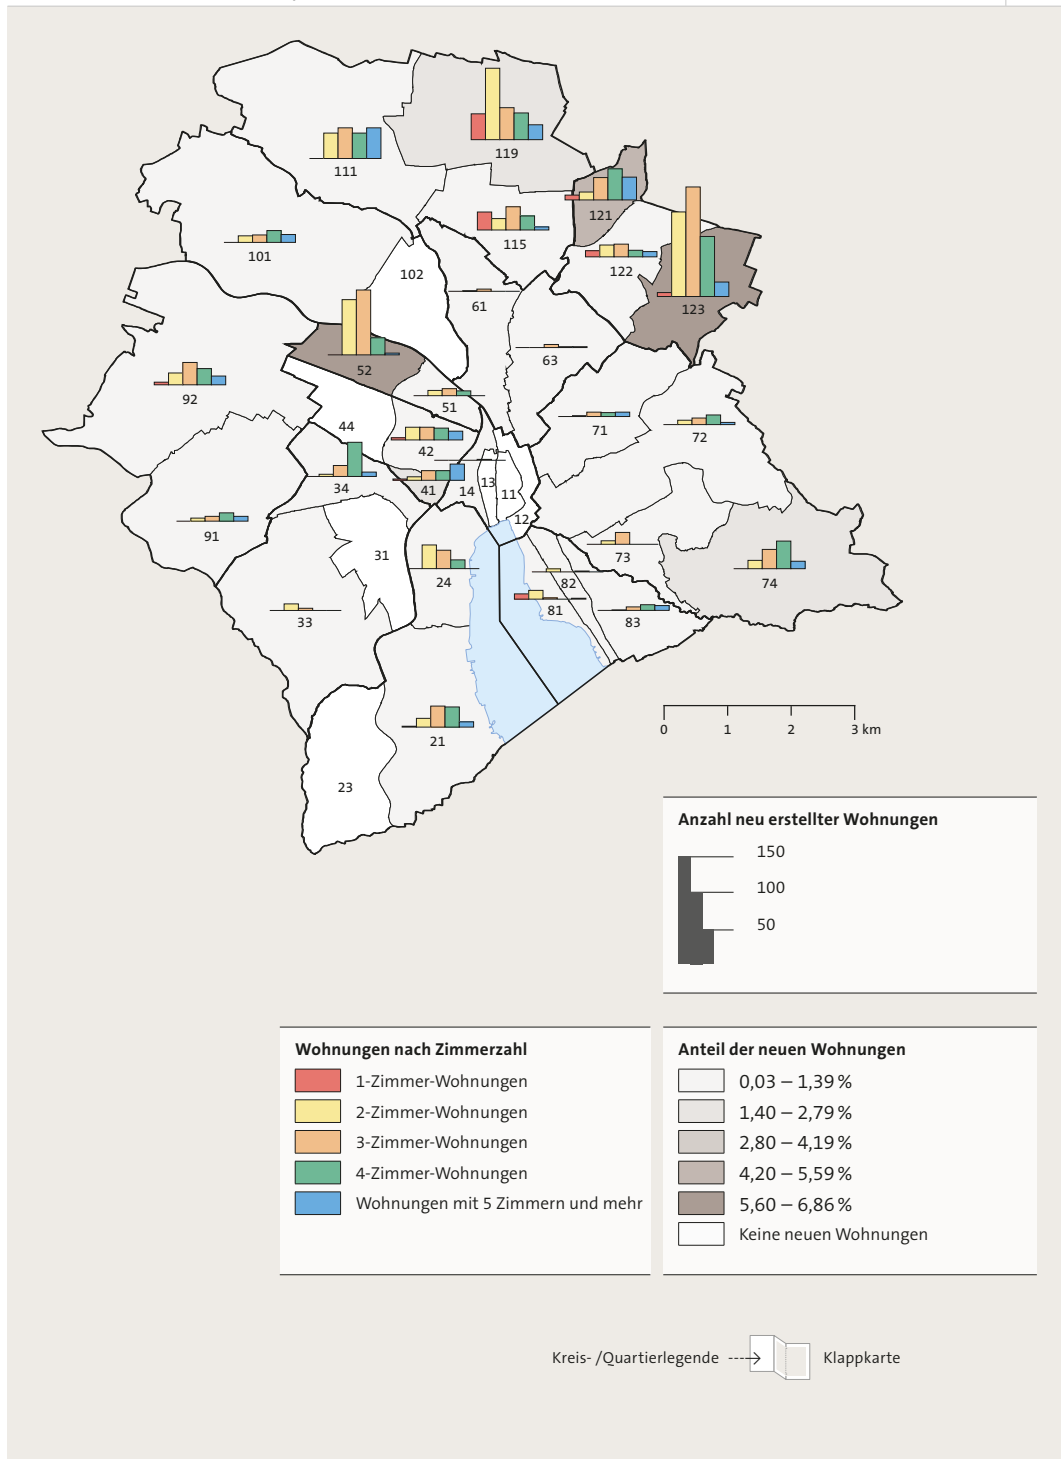 119
111
121
115
101
122
102
61
123
63
52
92
51
44
71
72
42
34
41
14
13
11
12
91
31
73
24
82
74
81
83
33
21
23
0 1 2 3 km
Anzahl neu erstellter Wohnungen
150
100
50
Wohnungen nach Zimmerzahl
1-Zimmer-Wohnungen
2-Zimmer-Wohnungen
3-Zimmer-Wohnungen
4-Zimmer-Wohnungen
Wohnungen mit 5 Zimmern und mehr
Anteil der neuen Wohnungen
0,03 – 1,39 %
1,40 – 2,79 %
2,80 – 4,19 %
4,20 – 5,59 %
5,60 – 6,86 %
Keine neuen Wohnungen
Kreis- /Quartierlegende Klappkarte